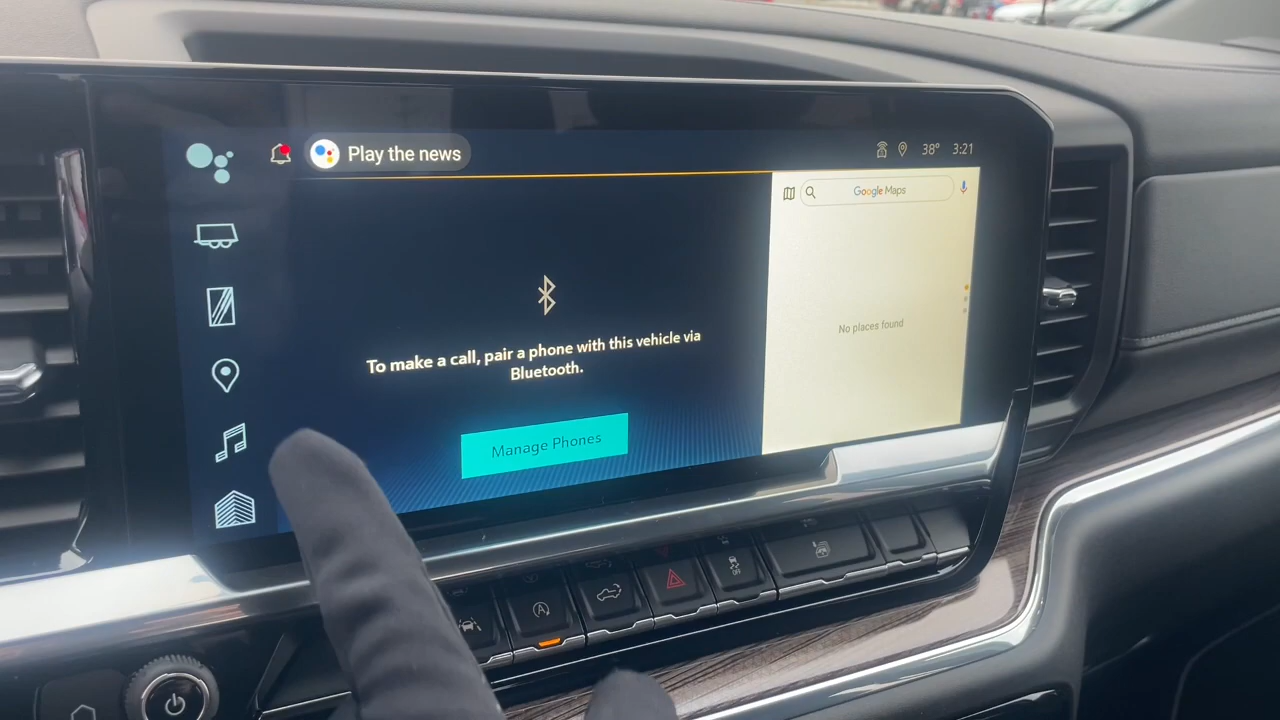 Play the news
38° 3:21
Google Maps
To make a call, pair a phone with this vehicle via
Bluetooth.
No places found
Manage Phones
A
OFF